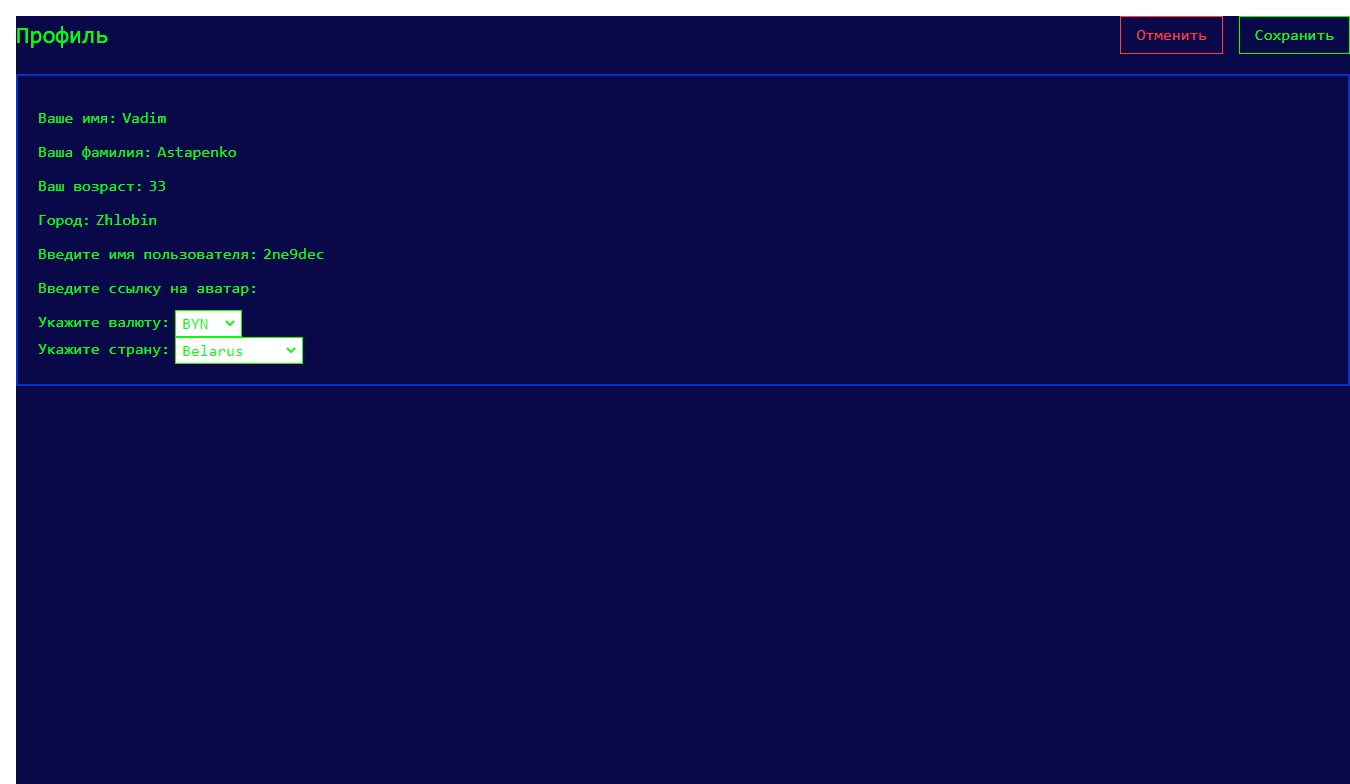 Профиль
Отменить
Сохранить
Ваше имя: Vadim
Ваша фамилия: Astapenko
Ваш возраст: 33
Город: Zhlobin
Введите имя пользователя: 2ne9dec
Введите ссылку на аватар:
Укажите валюту: BYN
Укажите страну: Belarus